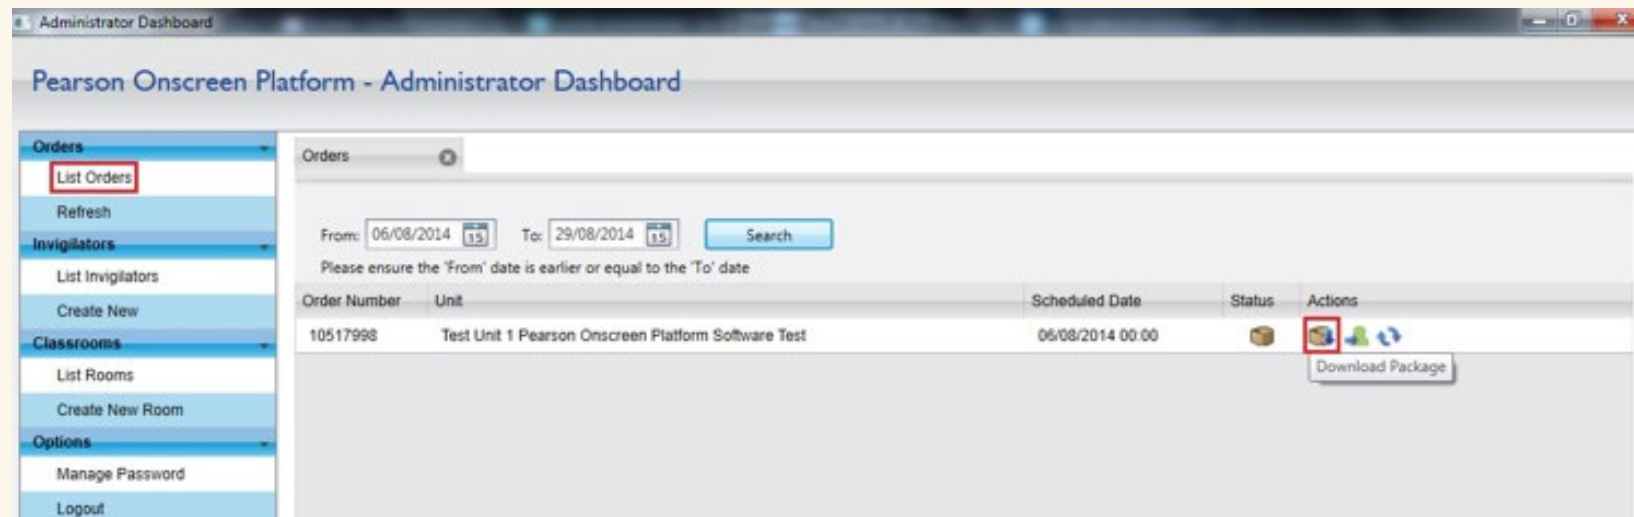 Administrator Dashboard
Pearson Onscreen Platform - Administrator Dashboard
Orders
List Orders
Refresh
Invigilators
List Invigilators
Create New
Classrooms
List Rooms
Create New Room
Options
Manage Password
Logout
Orders
From: 06/08/2014 15 To: 29/08/2014 15 Search
Please ensure the 'From' date is earlier or equal to the 'To' date
Order Number Unit Scheduled Date Status Actions
10517998 Test Unit 1 Pearson Onscreen Platform Software Test 06/08/2014 00:00
Download Package